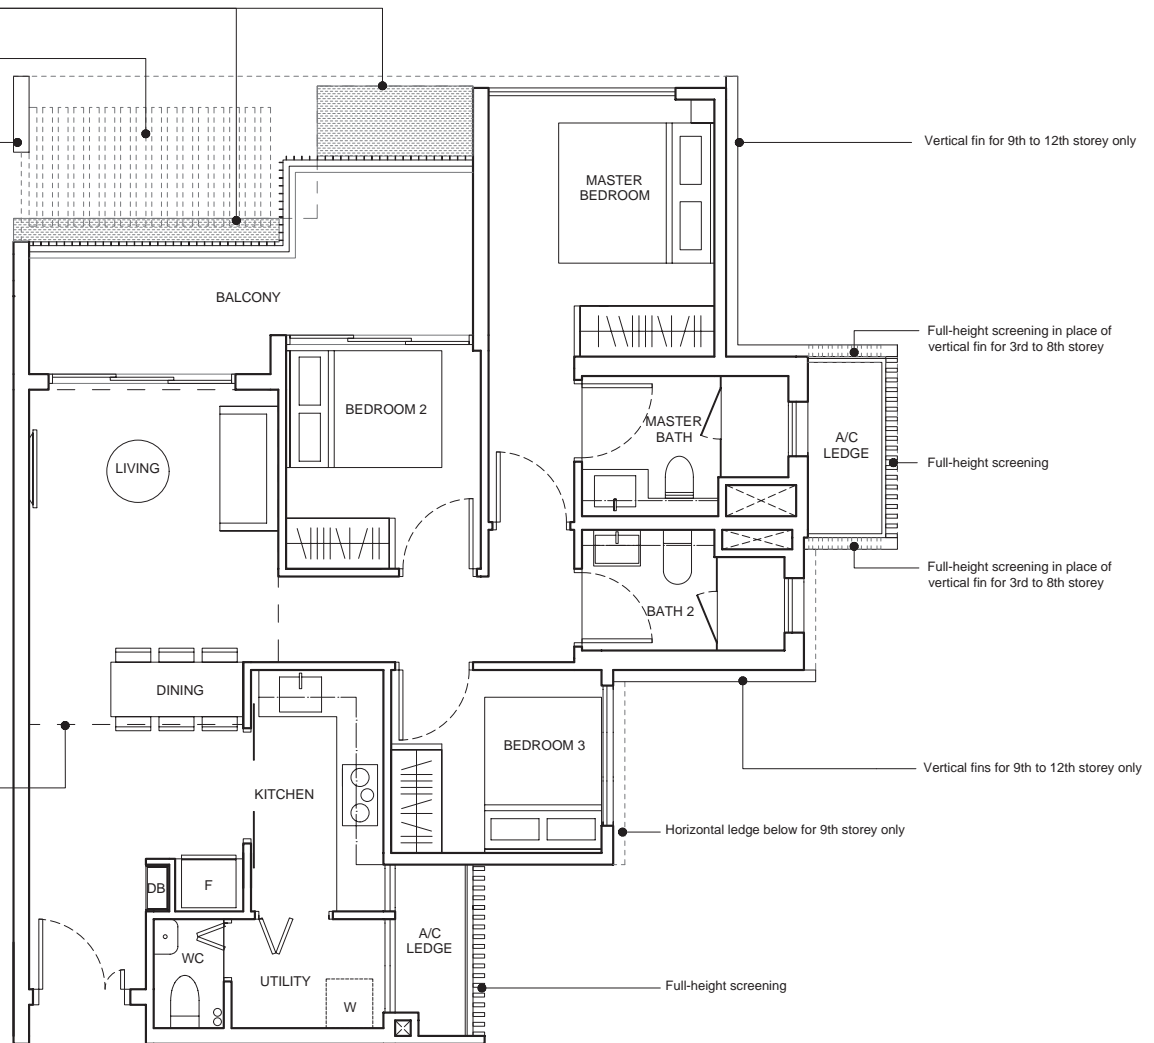 Vertical fin for 9th to 12th storey only
MASTER
BEDROOM
BALCONY
Full-height screening in place of
vertical fin for 3rd to 8th storey
BEDROOM 2
MASTER
BATH
A/C
LEDGE
LIVING
Full-height screening
Full-height screening in place of
vertical fin for 3rd to 8th storey
BATH 2
DINING
BEDROOM 3
Vertical fins for 9th to 12th storey only
KITCHEN
Horizontal ledge below for 9th storey only
DB
F
A/C
LEDGE
WC
UTILITY
W
Full-height screening